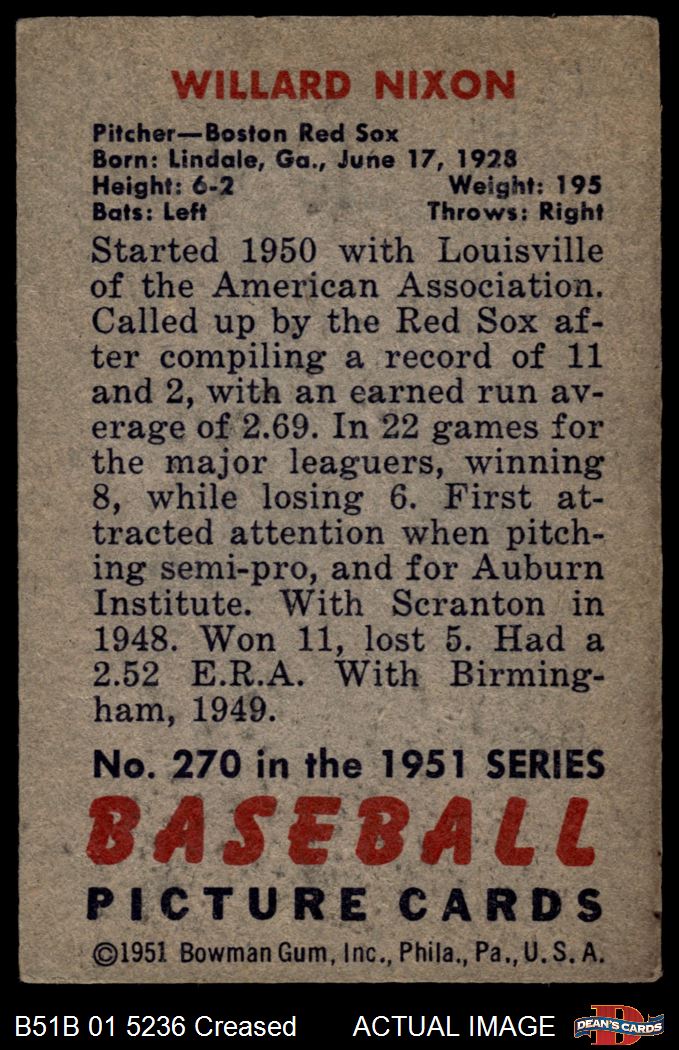 WILLARD NIXON
Pitcher—Boston Red Sox
Born: Lindale, Ga., June 17, 1928
Height: 6-2 Weight: 195
Bats: Left Throws: Right
Started 1950 with Louisville
of the American Association.
Called up by the Red Sox af-
ter compiling a record of 11
and 2, with an earned run av-
erage of 2.69. In 22 games for
the major leaguers, winning
8, while losing 6. First at-
tracted attention when pitch-
ing semi-pro, and for Auburn
Institute. With Scranton in
1948. Won 11, lost 5. Had a
2.52 E.R.A. With Birming-
ham, 1949.
No. 270 in the 1951 SERIES
BASEBALL
PICTURE CARDS
©1951 Bowman Gum, Inc., Phila., Pa., U. S. A.
B51B 01 5236 Creased ACTUAL IMAGE D DEAN'S CARDS